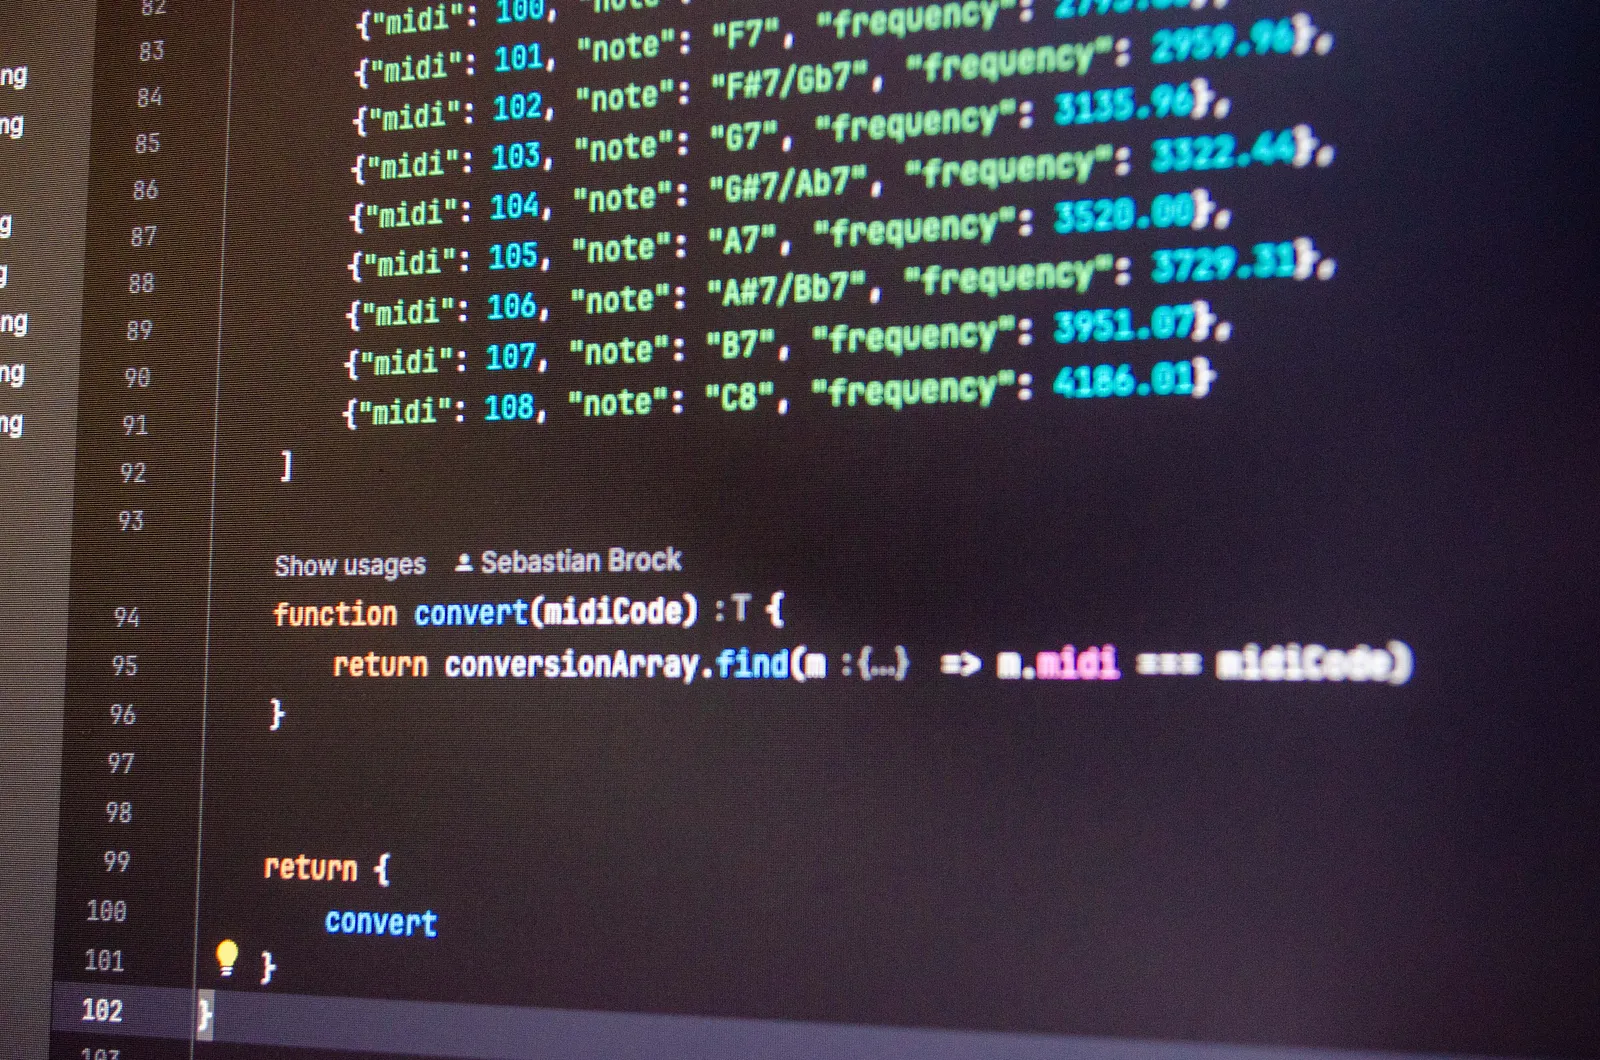 ng
ng
g
g
ng
ng
ng
82 {"midi": 100, "note":
83 {"midi": 101, "note": "F7", "frequency": 2793.83},
84 {"midi": 102, "note": "F#7/Gb7", "frequency": 2959.96},
85 {"midi": 103, "note": "G7", "frequency": 3135.96},
86 {"midi": 104, "note": "G#7/Ab7", "frequency": 3322.44},
87 {"midi": 105, "note": "A7", "frequency": 3520.00},
88 {"midi": 106, "note": "A#7/Bb7", "frequency": 3729.31},
89 {"midi": 107, "note": "B7", "frequency": 3951.07},
90 {"midi": 108, "note": "C8", "frequency": 4186.01}
91 ]
92
93
Show usages Sebastian Brock
94 function convert(midiCode) :T {
95 return conversionArray.find(m :{...} => m.midi === midiCode)
96 }
97
98
99 return {
100 convert
101 }
102 }
103